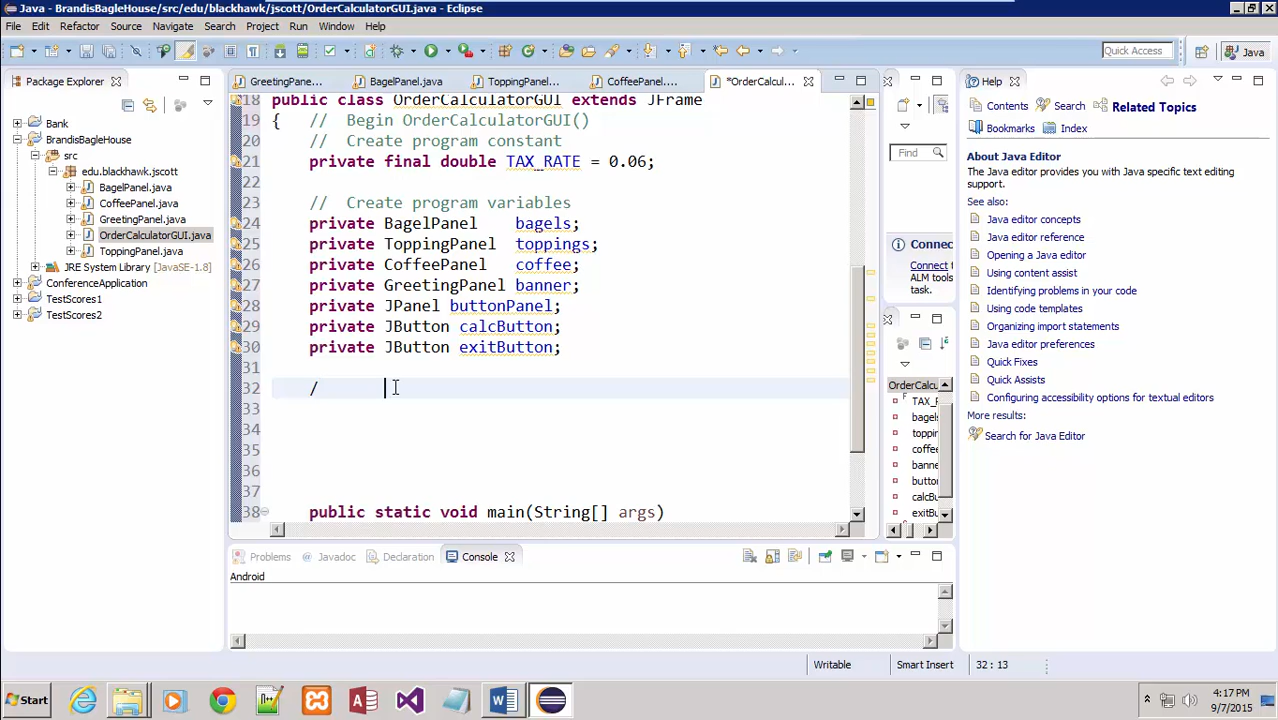 Java - BrandisBagleHouse/src/edu/blackhawk/jscott/OrderCalculatorGUI.java - Eclipse
File Edit Refactor Source Navigate Search Project Run Window Help
Quick Access
Java
Package Explorer
GreetingPane...
BagelPanel.java
ToppingPanel...
CoffeePanel....
*OrderCalcul...
Help
Contents Search Related Topics
Bookmarks Index
Bank
BrandisBagleHouse
src
edu.blackhawk.jscott
BagelPanel.java
CoffeePanel.java
GreetingPanel.java
OrderCalculatorGUI.java
ToppingPanel.java
JRE System Library [JavaSE-1.8]
ConferenceApplication
TestScores1
TestScores2
18 public class OrderCalculatorGUI extends JFrame
19 { // Begin OrderCalculatorGUI()
20 // Create program constant
21 private final double TAX_RATE = 0.06;
22
23 // Create program variables
24 private BagelPanel bagels;
25 private ToppingPanel toppings;
26 private CoffeePanel coffee;
27 private GreetingPanel banner;
28 private JPanel buttonPanel;
29 private JButton calcButton;
30 private JButton exitButton;
31
32 /
33
34
35
36
37
38 public static void main(String[] args)
Find
Connec
Connect
ALM tools
task.
OrderCalcu
TAX_R
bagels
toppin
coffee
banne
button
calcBu
exitBu
About Java Editor
The Java editor provides you with Java specific text editing
support.
See also:
Java editor concepts
Java editor reference
Opening a Java editor
Using content assist
Identifying problems in your code
Using code templates
Organizing import statements
Java editor preferences
Quick Fixes
Quick Assists
Configuring accessibility options for textual editors
More results:
Search for Java Editor
Problems @ Javadoc Declaration Console
Android
Writable Smart Insert 32 : 13
Start
4:17 PM
9/7/2015